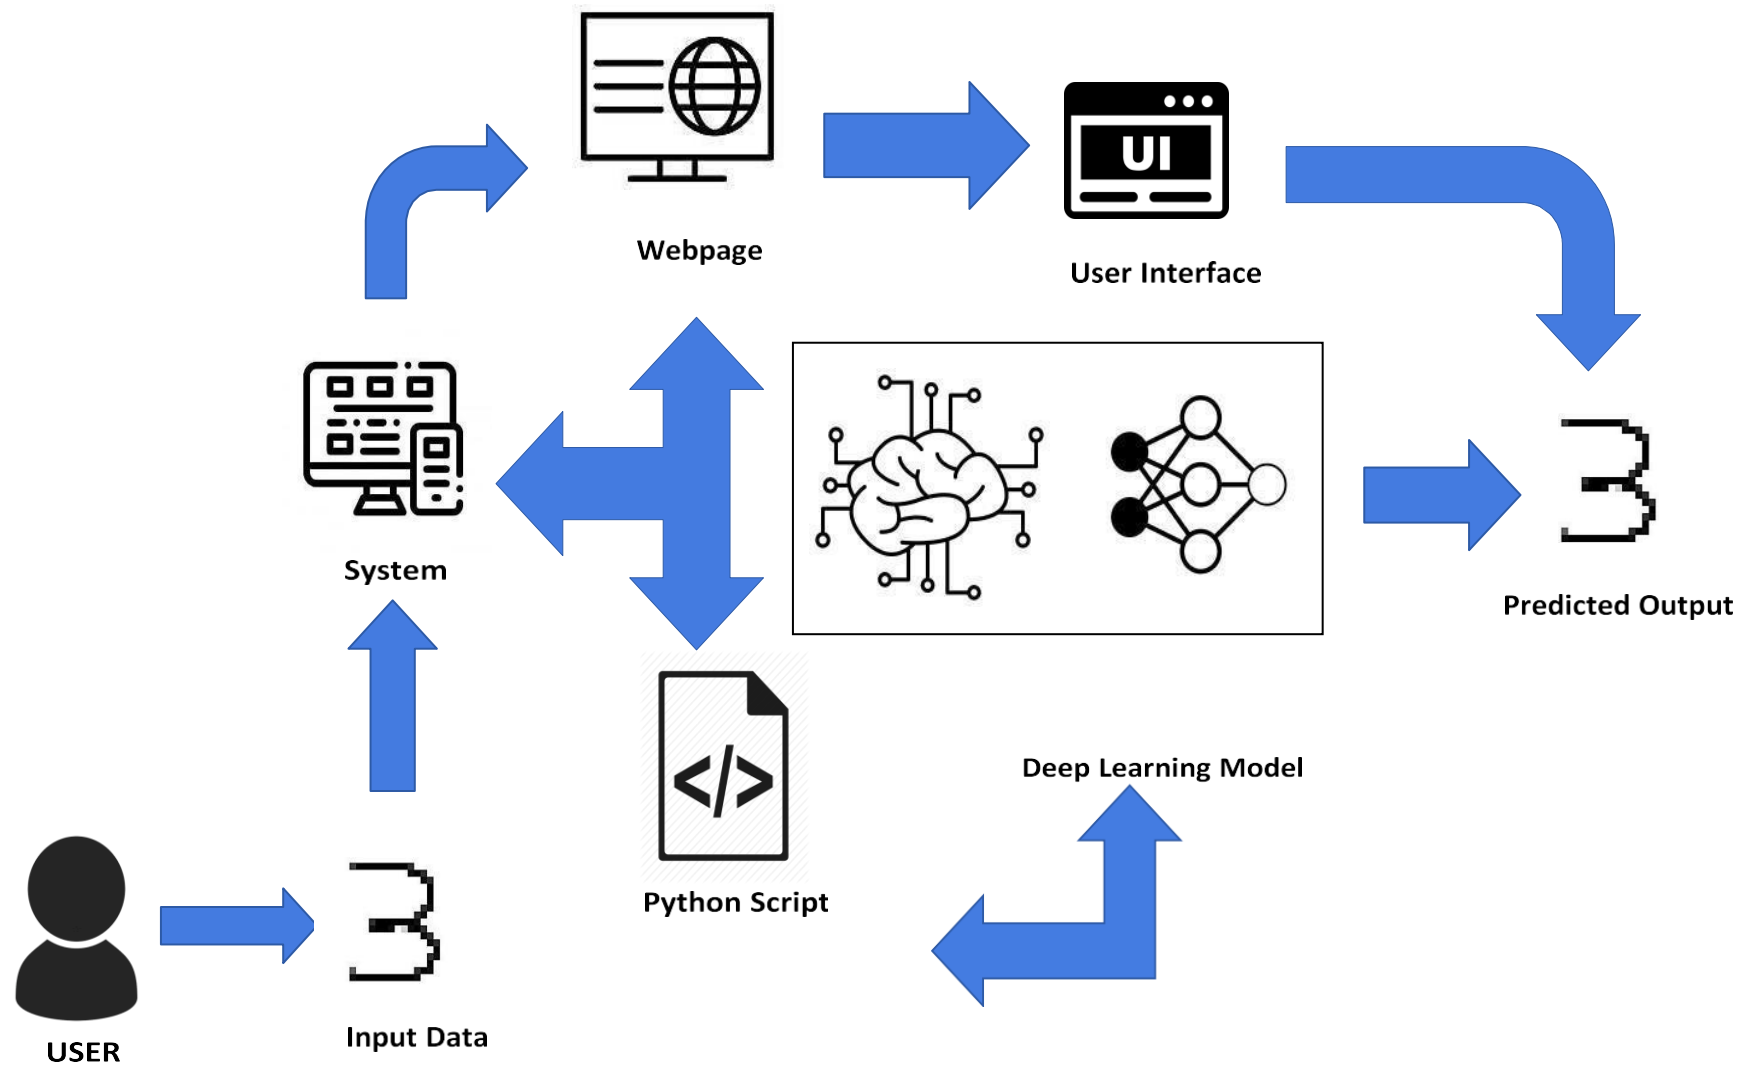 Webpage
UI
User Interface
System
Predicted Output
</>
Python Script
Deep Learning Model
3
3
Input Data
USER